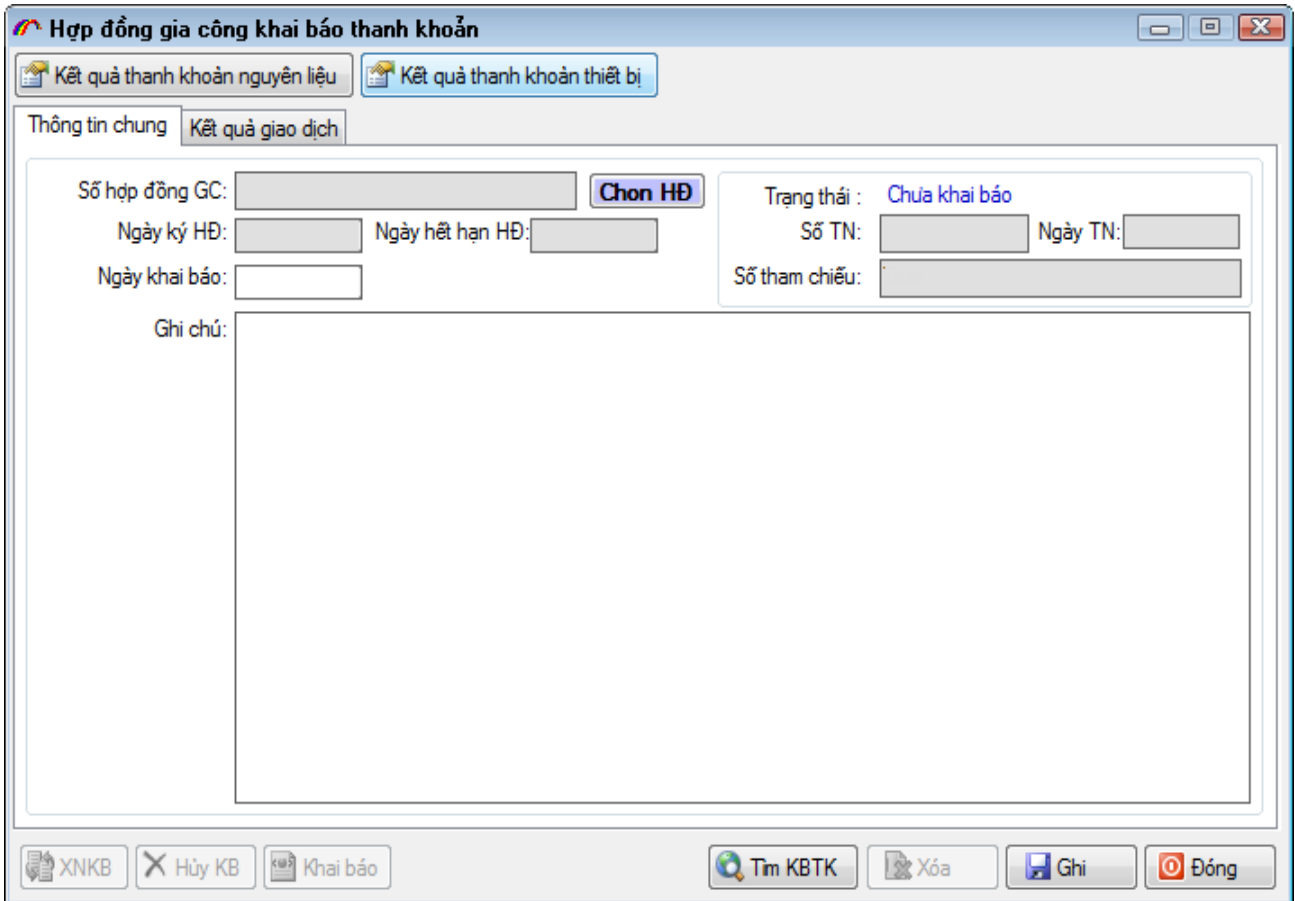 Hợp đồng gia công khai báo thanh khoản
Kết quả thanh khoản nguyên liệu Kết quả thanh khoản thiết bị
Thông tin chung Kết quả giao dịch
Số hợp đồng GC: Chon HĐ Trạng thái : Chưa khai báo
Ngày ký HĐ: Ngày hết hạn HĐ: Số TN: Ngày TN:
Ngày khai báo: Số tham chiếu:
Ghi chú:
XNKB Hủy KB Khai báo Tìm KBTK Xóa Ghi Đóng